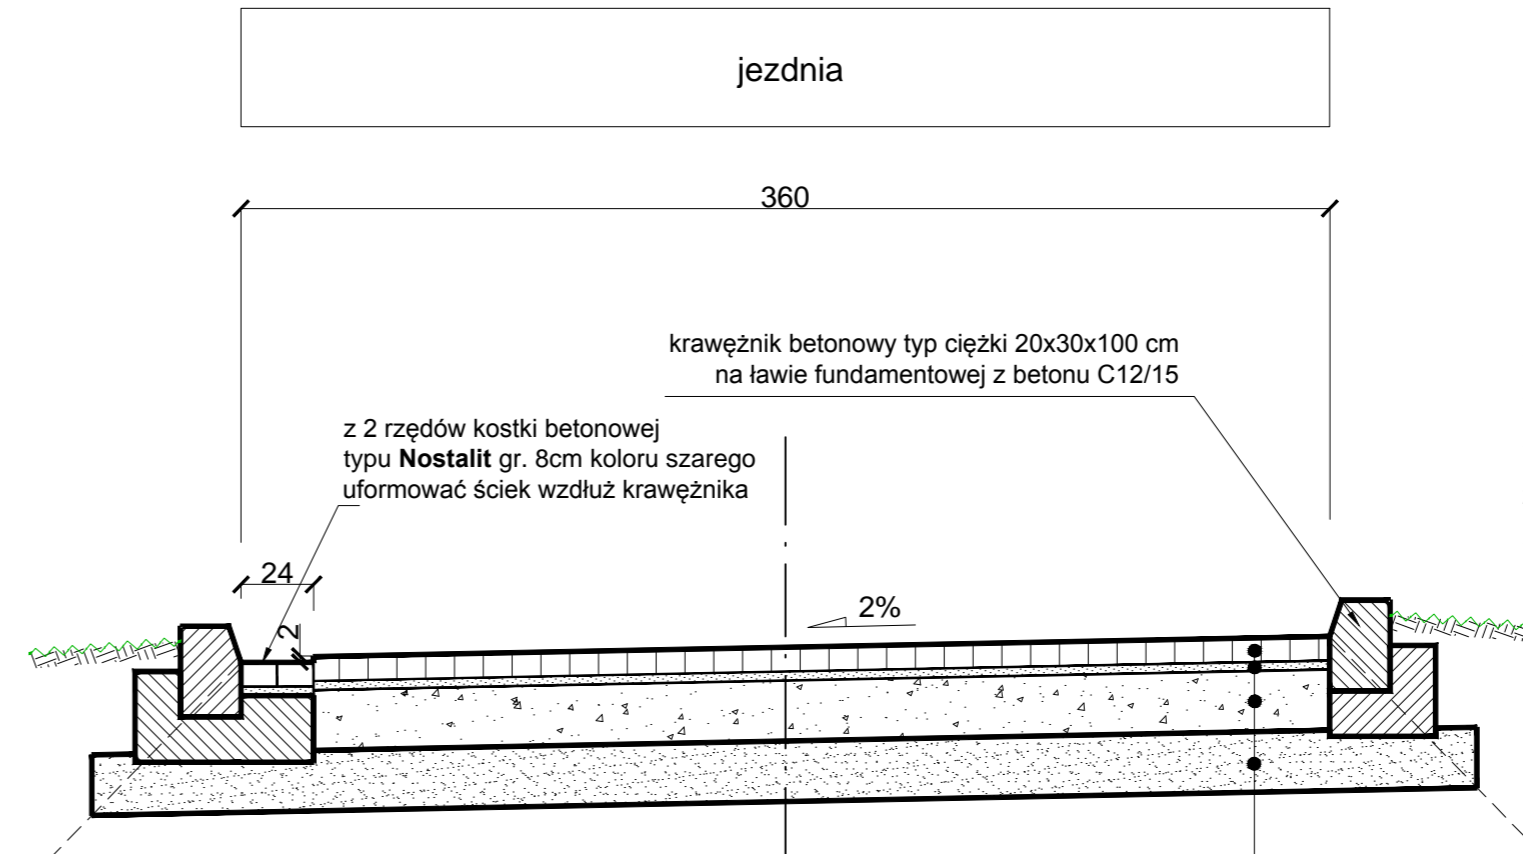 jezdnia
360
krawężnik betonowy typ ciężki 20x30x100 cm
na ławie fundamentowej z betonu C12/15
z 2 rzędów kostki betonowej
typu Nostalit gr. 8cm koloru szarego
uformować ściek wzdłuż krawężnika
24
2
2%